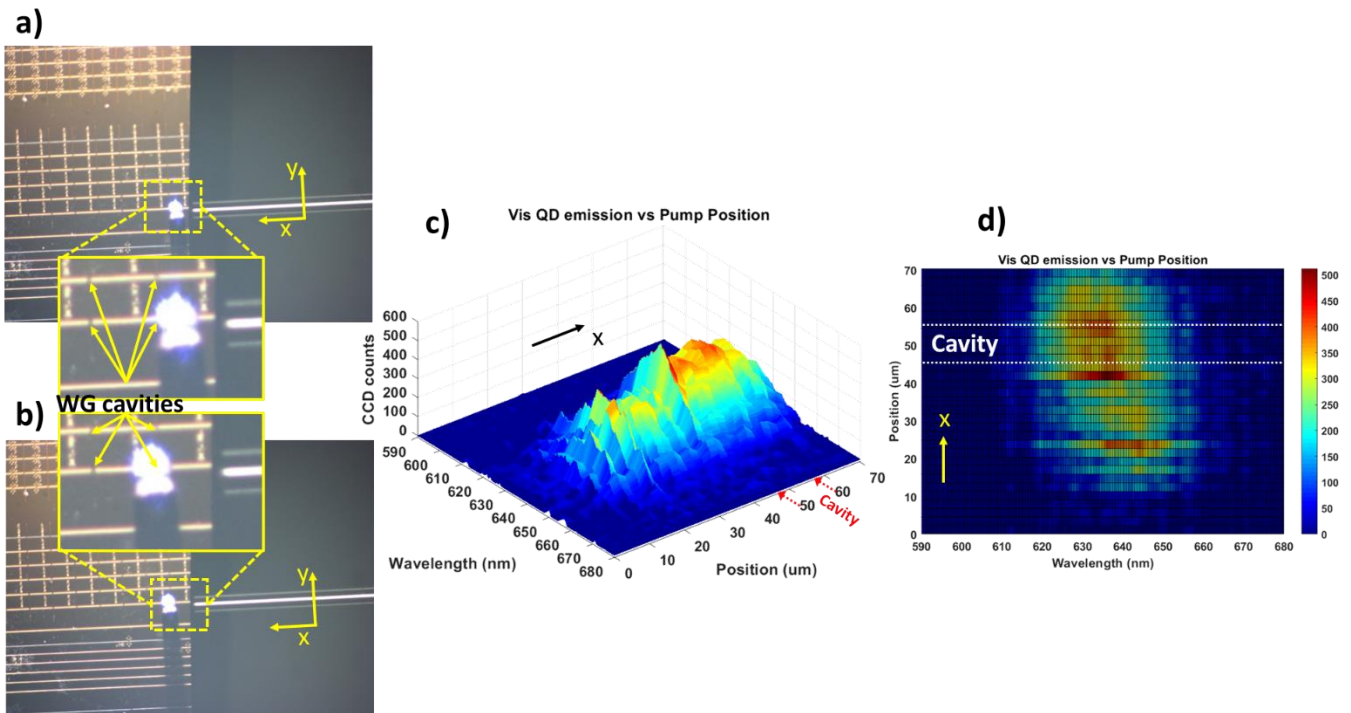 a)
y
x
WG cavities
b)
y
x
c)
Vis QD emission vs Pump Position
x
CCD counts
600
500
400
300
200
100
0
590
600
610
620
630
640
650
660
670
680
Wavelength (nm)
0
10
20
30
40
50
60
70
Position (um)
Cavity
d)
Vis QD emission vs Pump Position
Position (um)
70
60
50
40
30
20
10
0
Cavity
x
590
600
610
620
630
640
650
660
670
680
Wavelength (nm)
500
450
400
350
300
250
200
150
100
50
0